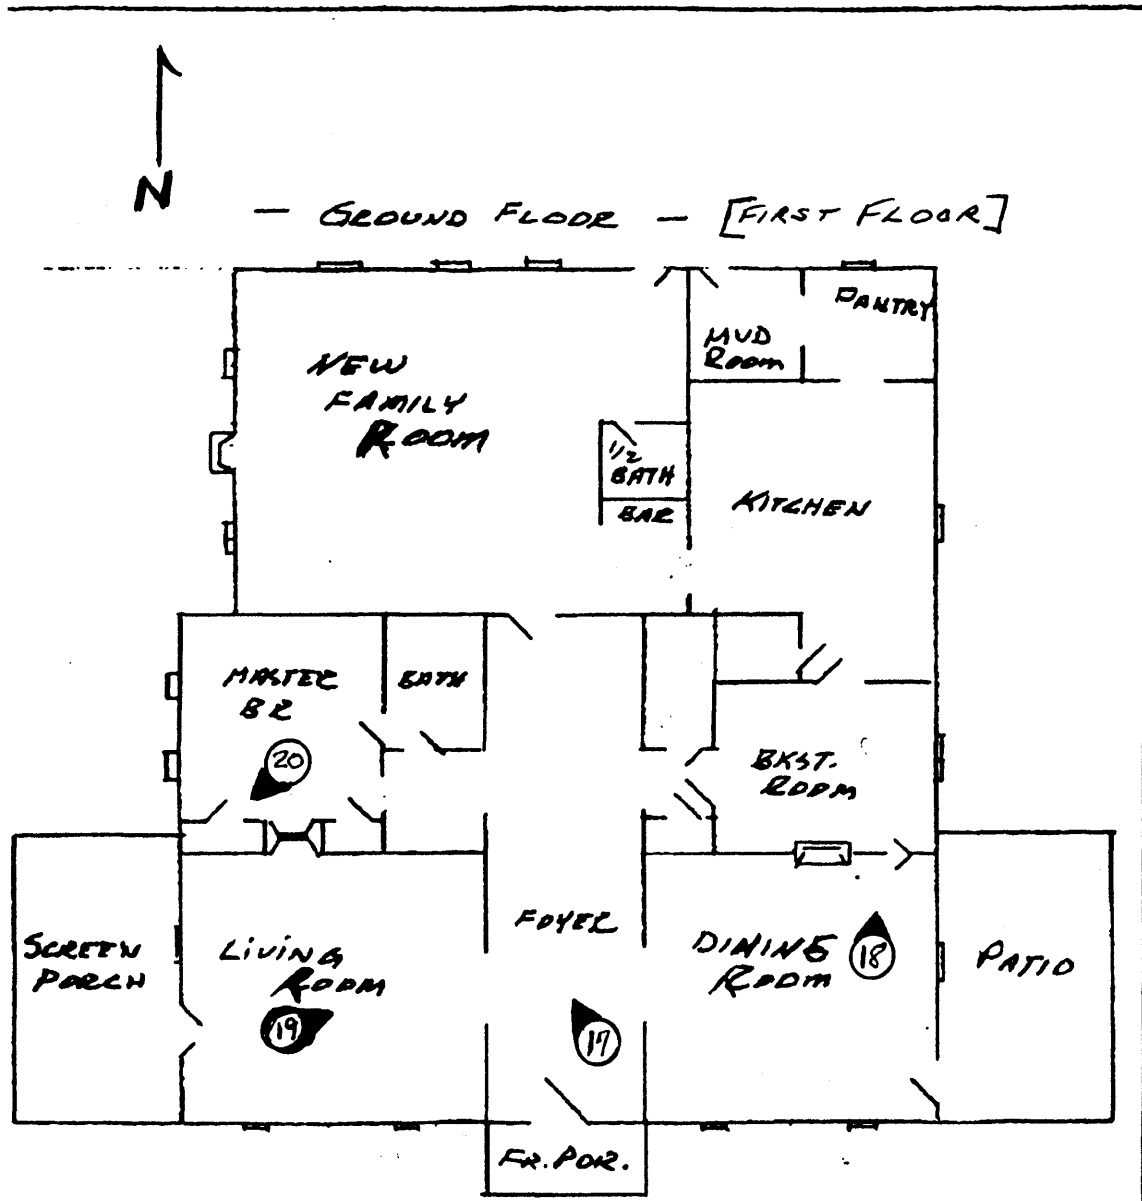 N
— GROUND FLOOR — [FIRST FLOOR]
PANTRY
MUD
ROOM
NEW
FAMILY
ROOM
1/2
BATH
BAR
KITCHEN
MASTER
BR
BATH
20
BKST.
ROOM
SCREEN
PORCH
LIVING
ROOM
19
FOYER
17
DINING
ROOM
18
PATIO
FR. POR.